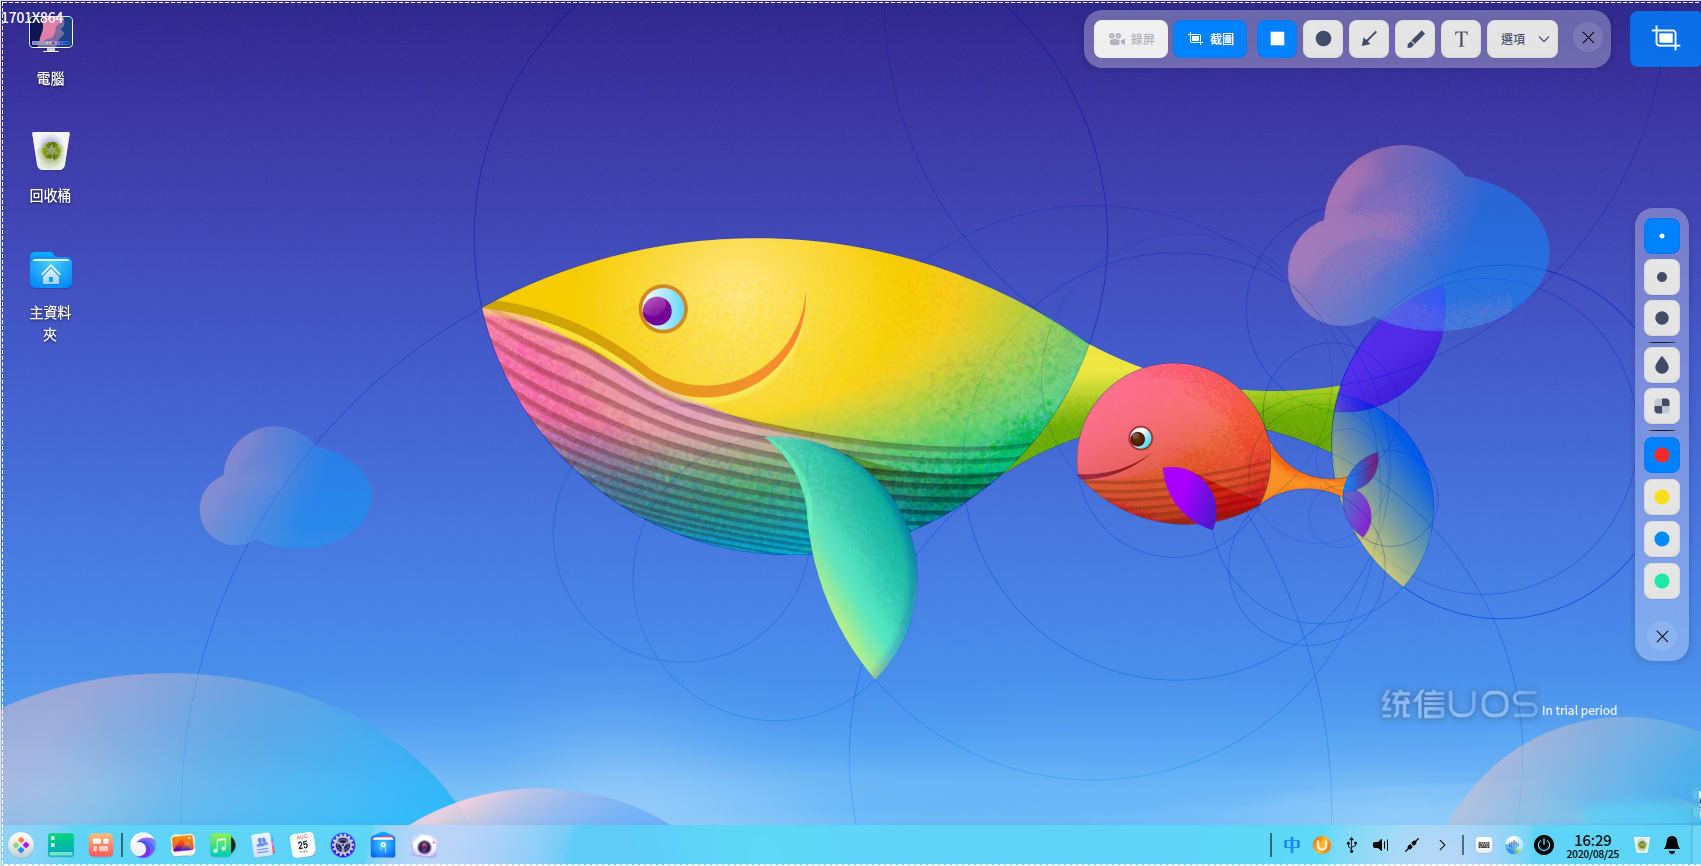 1701X864
錄屏
截圖
T
選項
電腦
回收桶
主資料
夾
统信UOS
In trial period
AUG
25
中
U
16:29
2020/08/25